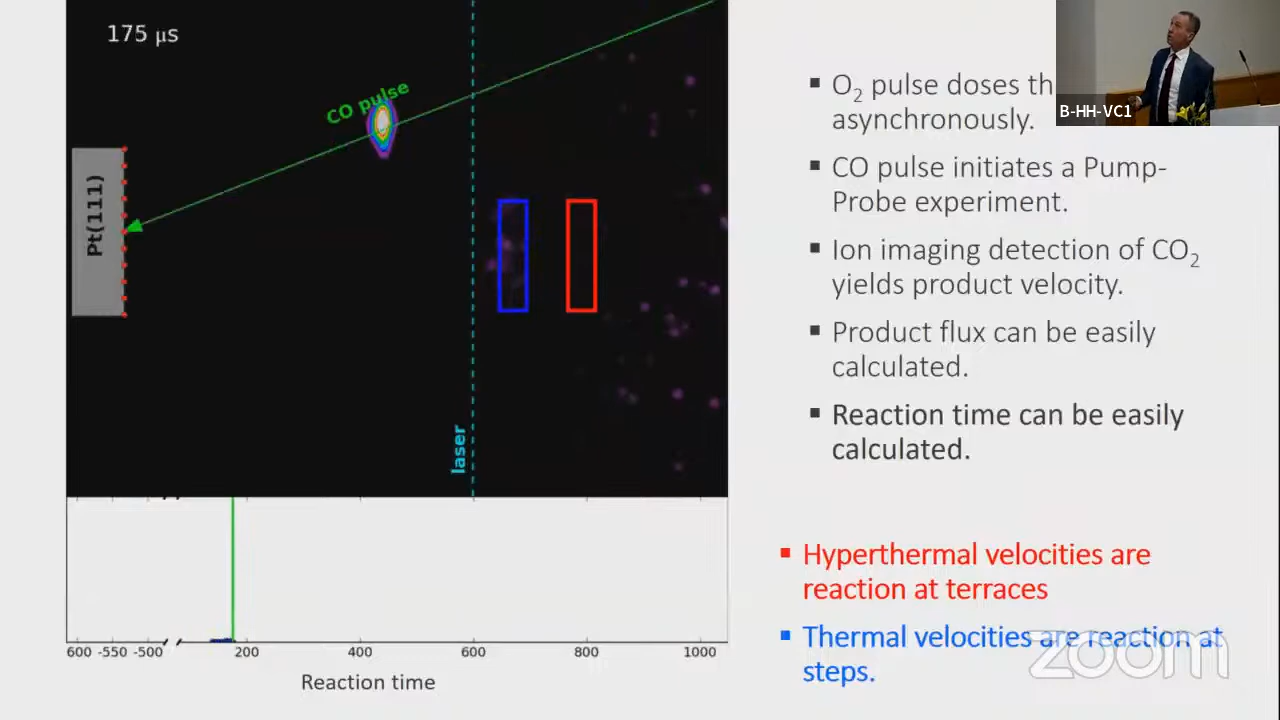 175 μs
CO pulse
Pt(111)
laser
600 -550 -500 200 400 600 800 1000
Reaction time
▪ O₂ pulse doses
asynchronously.
▪ CO pulse initiates a Pump-
Probe experiment.
▪ Ion imaging detection of CO₂
yields product velocity.
▪ Product flux can be easily
calculated.
▪ Reaction time can be easily
calculated.
▪ Hyperthermal velocities are
reaction at terraces
▪ Thermal velocities are reaction at
steps.
B-HH-VC1
zoom